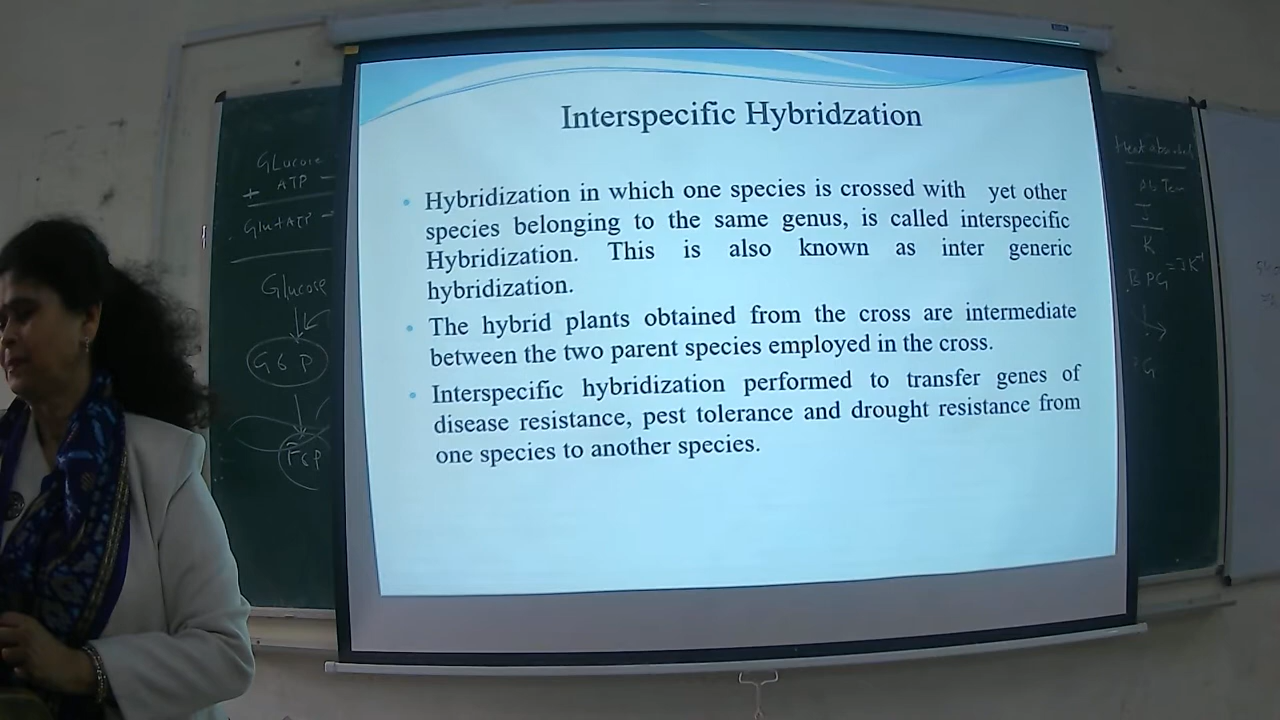 Interspecific Hybridzation
Hybridization in which one species is crossed with yet other
species belonging to the same genus, is called interspecific
Hybridization. This is also known as inter generic
hybridization.
The hybrid plants obtained from the cross are intermediate
between the two parent species employed in the cross.
Interspecific hybridization performed to transfer genes of
disease resistance, pest tolerance and drought resistance from
one species to another species.
GLucose
+ ATP
Glucose
G6P
F6P
K